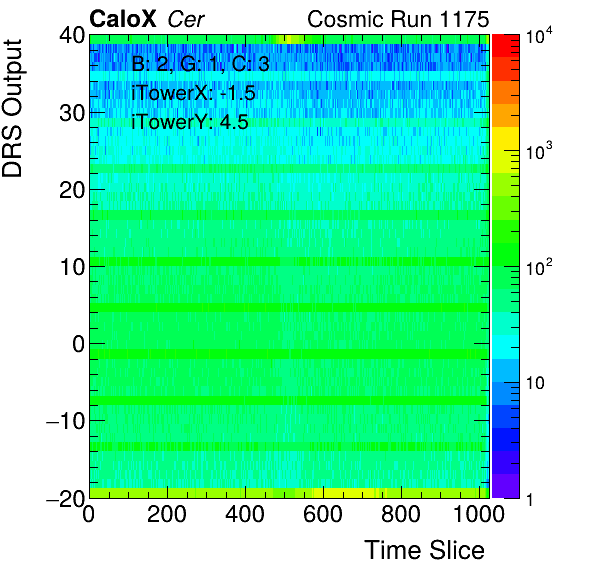 CaloX Cer Cosmic Run 1175
DRS Output
B: 2, G: 1, C: 3
iTowerX: -1.5
iTowerY: 4.5
40
30
20
10
0
−10
−20
0 200 400 600 800 1000
Time Slice
10⁴
10³
10²
10
1